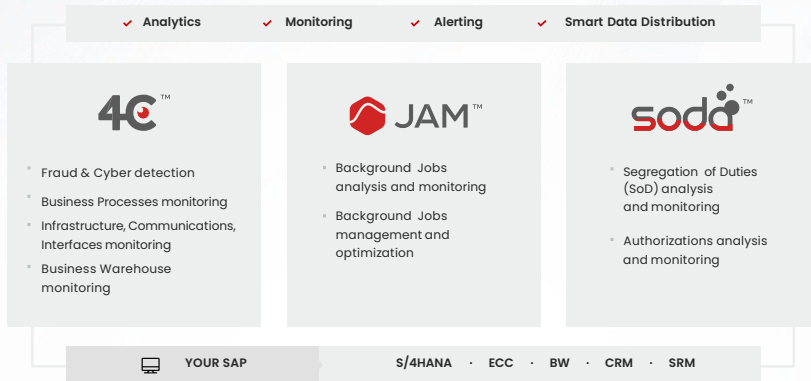 Analytics Monitoring Alerting Smart Data Distribution
4C™
Fraud & Cyber detection
Business Processes monitoring
Infrastructure, Communications,
Interfaces monitoring
Business Warehouse
monitoring
JAM™
Background Jobs
analysis and monitoring
Background Jobs
management and
optimization
soda™
Segregation of Duties
(SoD) analysis
and monitoring
Authorizations analysis
and monitoring
YOUR SAP S/4HANA · ECC · BW · CRM · SRM